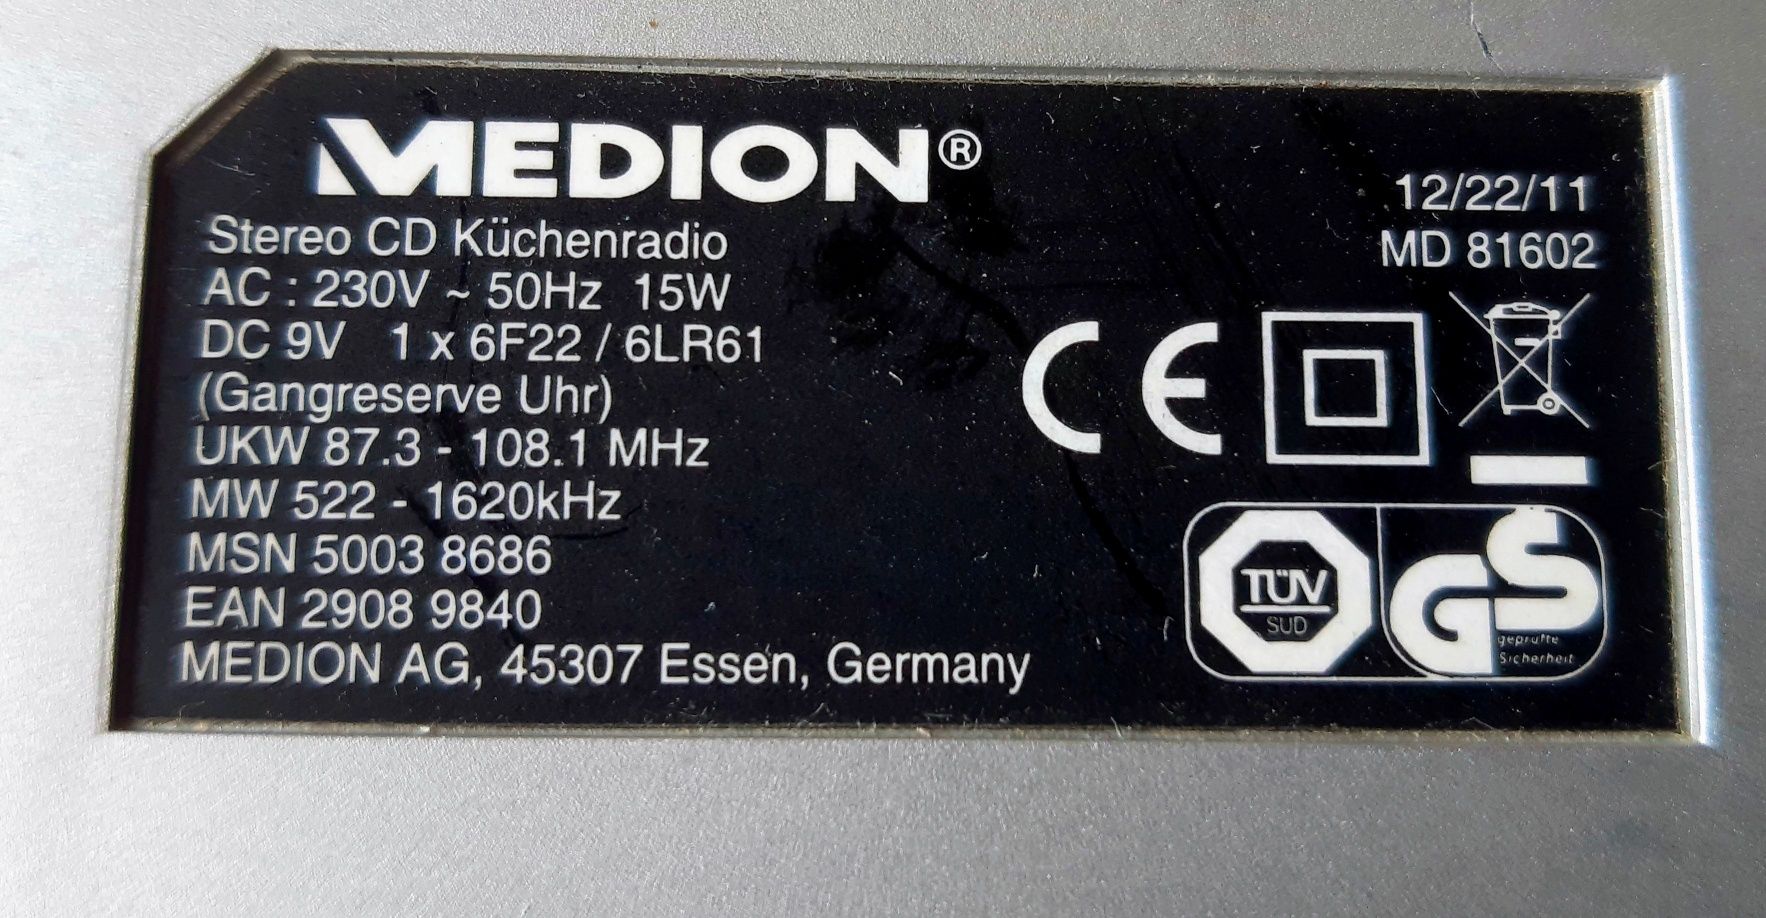 MEDION®
12/22/11
MD 81602
Stereo CD Küchenradio
AC : 230V ~ 50Hz 15W
DC 9V 1 x 6F22 / 6LR61
(Gangreserve Uhr)
UKW 87.3 - 108.1 MHz
MW 522 - 1620kHz
MSN 5003 8686
EAN 2908 9840
MEDION AG, 45307 Essen, Germany
CE
TÜV
SUD
GS
geprüfte
Sicherheit